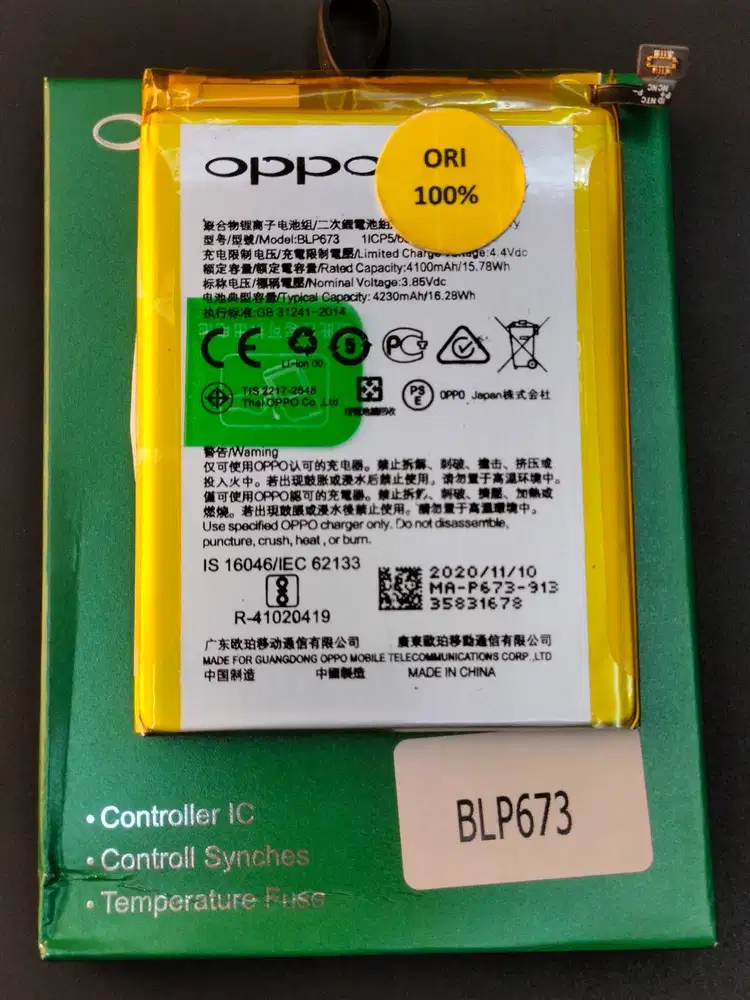 oppo
ORI
100%
聚合物锂离子电池组/二次鋰電池組
型号/型號/Model:BLP673 1ICP5/
充电限制电压/充電限制電壓/Limited Charge Voltage:4.4Vdc
额定容量/額定電容量/Rated Capacity:4100mAh/15.78Wh
标称电压/標稱電壓/Nominal Voltage:3.85Vdc
电池典型容量/Typical Capacity:4230mAh/16.29Wh
执行标准:GB 31241-2014
CE
Li-ion 00
TIS 2217-2548
Thai OPPO Co.,Ltd.
PS
E
OPPO Japan株式会社
警告/Warning
仅可使用OPPO认可的充电器。禁止拆解、刺破、撞击、挤压或
投入火中。若出现鼓胀或浸水后禁止使用，请勿置于高温环境中。
僅可使用OPPO認可的充電器。禁止拆解、刺破、擠壓、加熱或
燃燒。若出現鼓脹或浸水後禁止使用。請勿置于高溫環境中。
Use specified OPPO charger only. Do not disassemble,
puncture, crush, heat , or burn.
IS 16046/IEC 62133
R-41020419
2020/11/10
MA-P673-913
35831678
广东欧珀移动通信有限公司 廣東歐珀移動通信有限公司
MADE FOR GUANGDONG OPPO MOBILE TELECOMMUNICATIONS CORP .,LTD
中国制造 中國製造 MADE IN CHINA
BLP673
• Controller IC
• Controll Synches
• Temperature Fuse